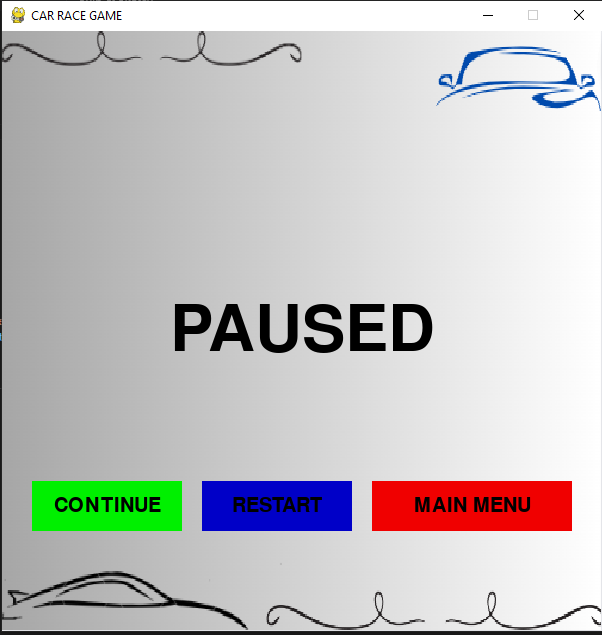 CAR RACE GAME
PAUSED
CONTINUE
RESTART
MAIN MENU